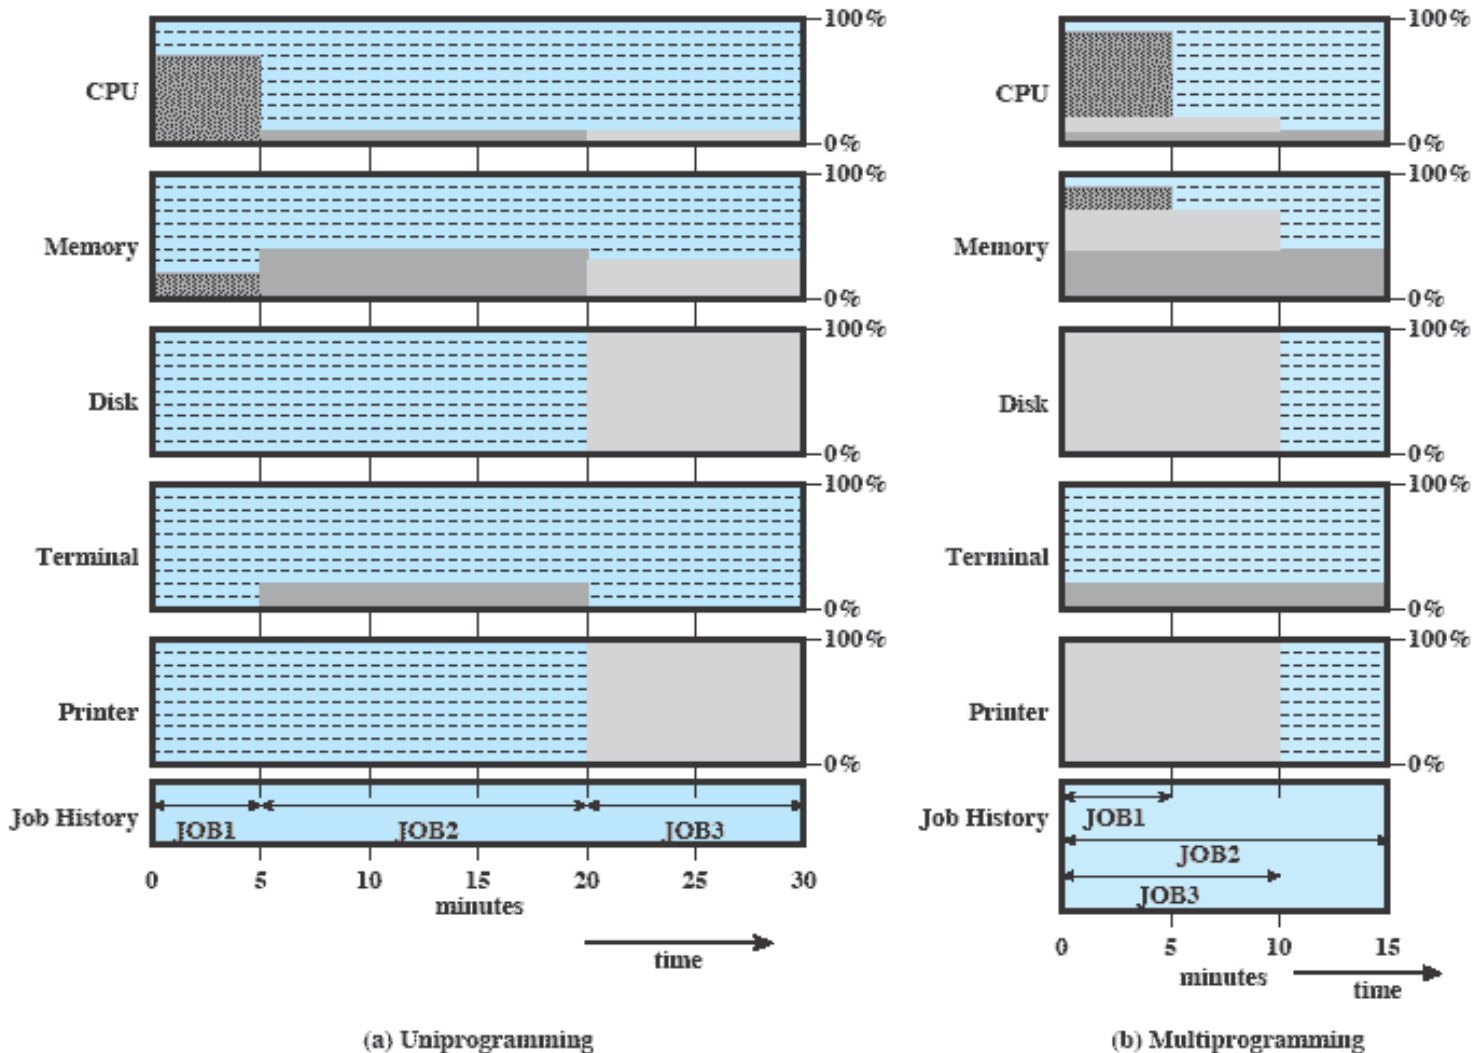 100%
CPU
0%
100%
Memory
0%
100%
Disk
0%
100%
Terminal
0%
100%
Printer
0%
Job History
JOB1 JOB2 JOB3
0 5 10 15 20 25 30
minutes
time
(a) Uniprogramming
100%
CPU
0%
100%
Memory
0%
100%
Disk
0%
100%
Terminal
0%
100%
Printer
0%
Job History
JOB1
JOB2
JOB3
0 5 10 15
minutes
time
(b) Multiprogramming